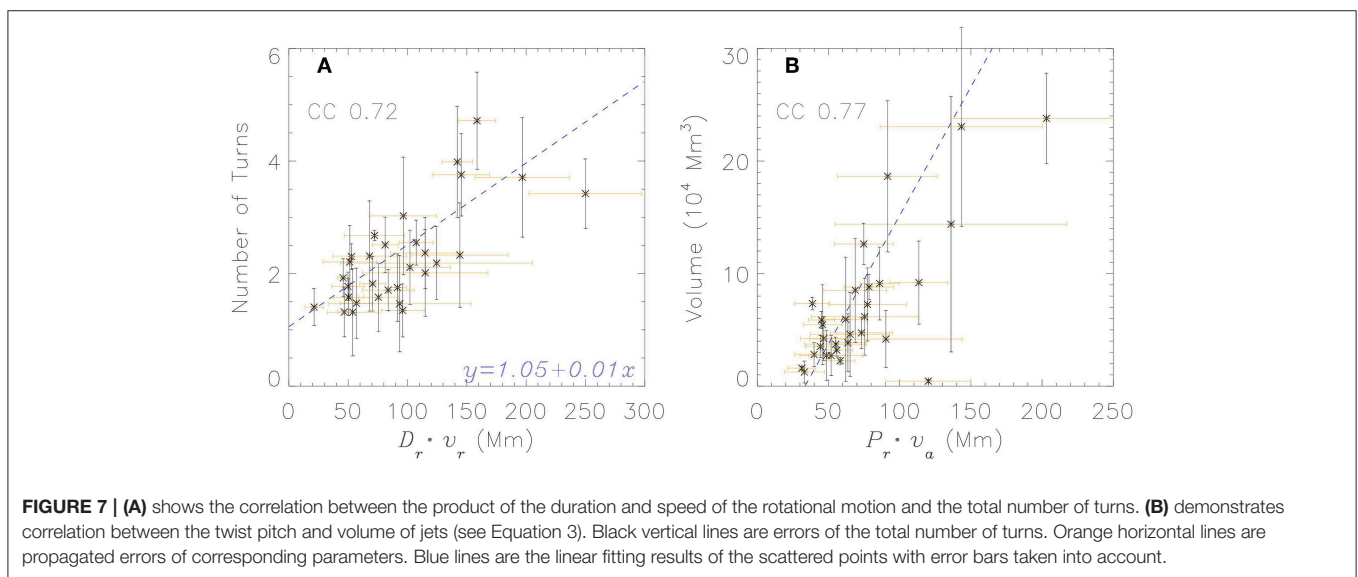 A
CC 0.72
Number of Turns
6
4
2
0
y=1.05+0.01x
0 50 100 150 200 250 300
D_r · v_r (Mm)
B
CC 0.77
Volume (10⁴ Mm³)
30
20
10
0
0 50 100 150 200 250
P_r · v_a (Mm)
FIGURE 7 | (A) shows the correlation between the product of the duration and speed of the rotational motion and the total number of turns. (B) demonstrates
correlation between the twist pitch and volume of jets (see Equation 3). Black vertical lines are errors of the total number of turns. Orange horizontal lines are
propagated errors of corresponding parameters. Blue lines are the linear fitting results of the scattered points with error bars taken into account.